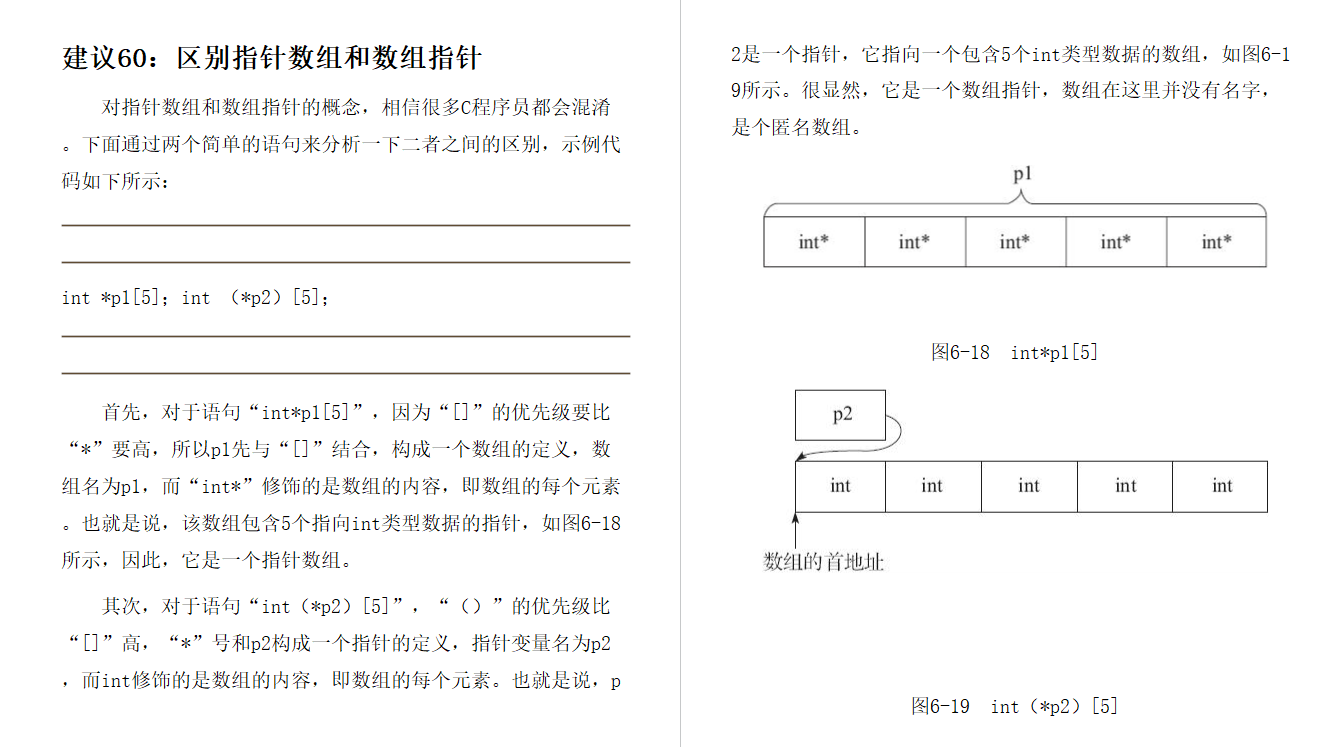 建议60：区别指针数组和数组指针
对指针数组和数组指针的概念，相信很多C程序员都会混淆
。下面通过两个简单的语句来分析一下二者之间的区别，示例代
码如下所示：
int *p1[5]；int （*p2）[5]；
首先，对于语句“int*p1[5]”，因为“[]”的优先级要比
“*”要高，所以p1先与“[]”结合，构成一个数组的定义，数
组名为p1，而“int*”修饰的是数组的内容，即数组的每个元素
。也就是说，该数组包含5个指向int类型数据的指针，如图6-18
所示，因此，它是一个指针数组。
其次，对于语句“int（*p2）[5]”，“（）”的优先级比
“[]”高，“*”号和p2构成一个指针的定义，指针变量名为p2
，而int修饰的是数组的内容，即数组的每个元素。也就是说，p
2是一个指针，它指向一个包含5个int类型数据的数组，如图6-1
9所示。很显然，它是一个数组指针，数组在这里并没有名字，
是个匿名数组。
p1
int* int* int* int* int*
图6-18 int*p1[5]
p2
int int int int int
数组的首地址
图6-19 int（*p2）[5]